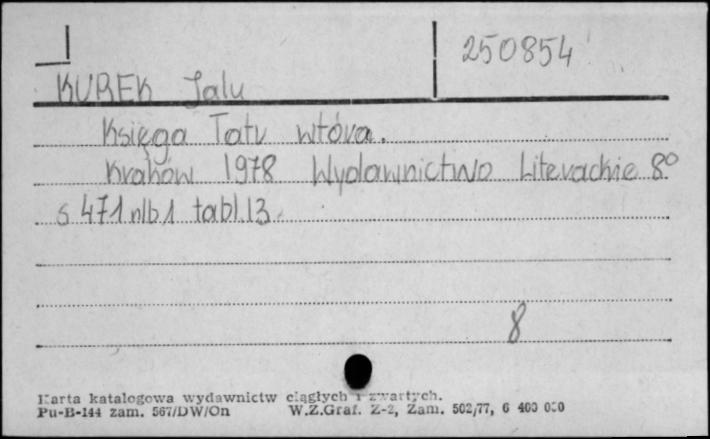 250854
KUREK Jalu
Księga Tatr wtóra.
Kraków 1978 Wydawnictwo Literackie 8°
s 471 nlb 1 tabl. 13.
8
Karta katalogowa wydawnictw ciągłych i zwartych.
Pu-B-144 zam. 567/DW/On W.Z.Graf. Z-2, Zam. 502/77, 6 400 000